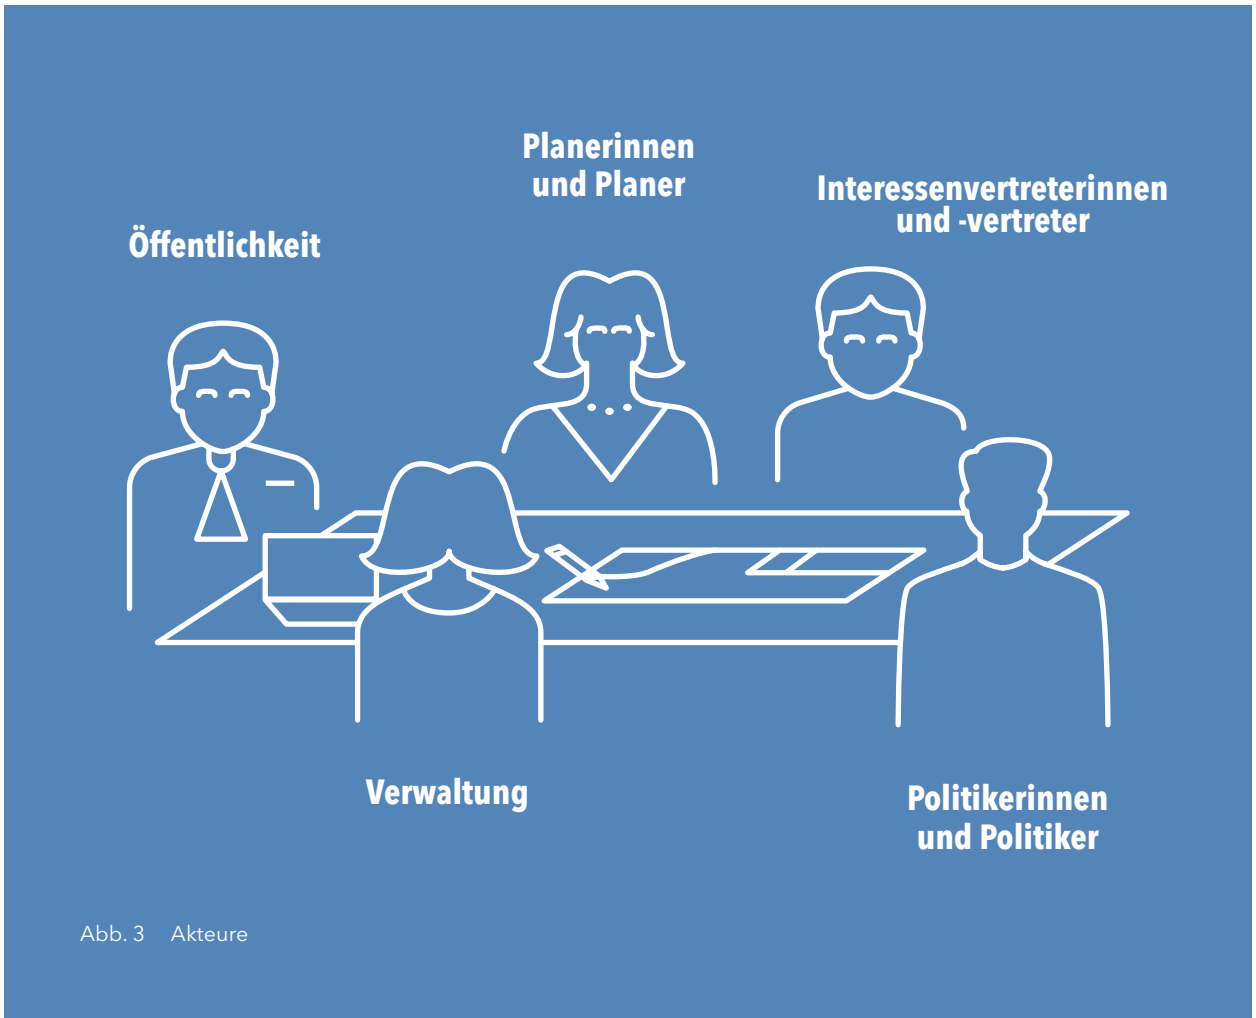 Planerinnen
und Planer
Interessenvertreterinnen
und -vertreter
Öffentlichkeit
Verwaltung
Politikerinnen
und Politiker
Abb. 3 Akteure